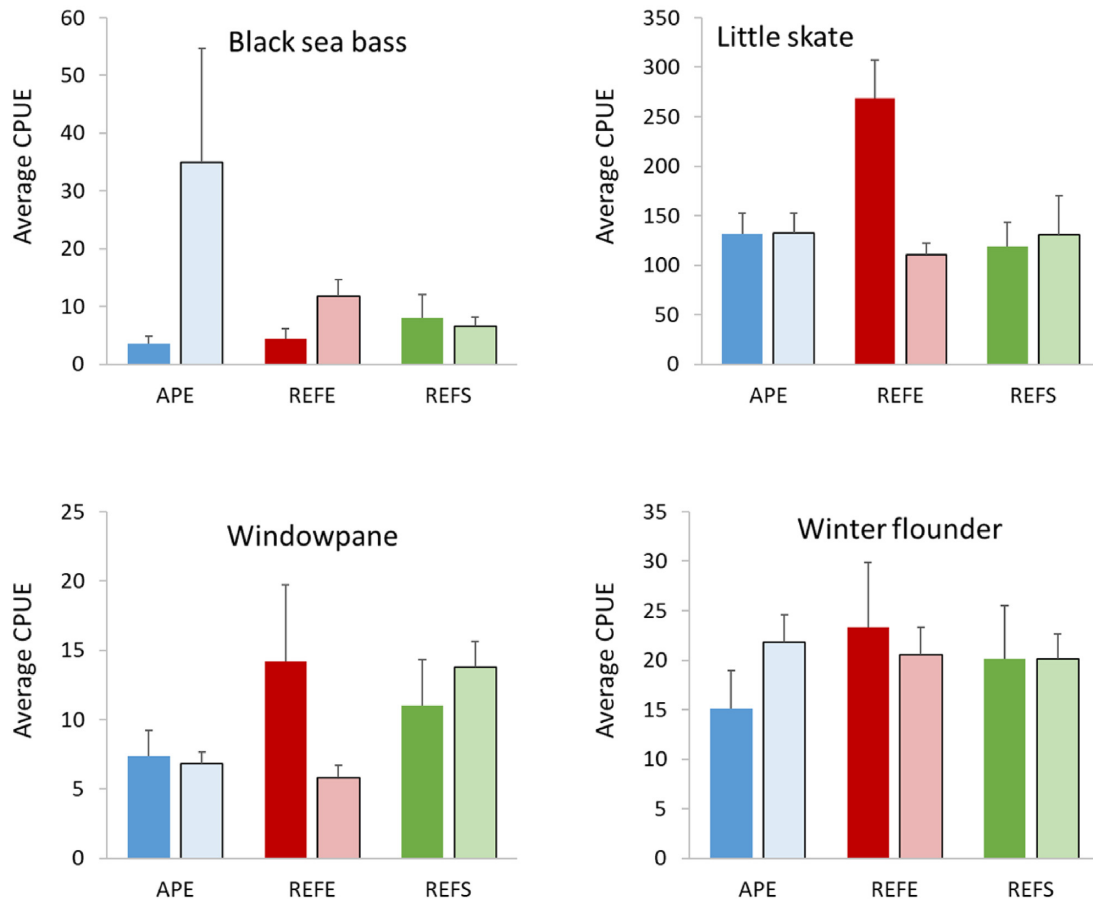 Black sea bass
Average CPUE
60
50
40
30
20
10
0
APE REFE REFS
Little skate
Average CPUE
350
300
250
200
150
100
50
0
APE REFE REFS
Windowpane
Average CPUE
25
20
15
10
5
0
APE REFE REFS
Winter flounder
Average CPUE
35
30
25
20
15
10
5
0
APE REFE REFS